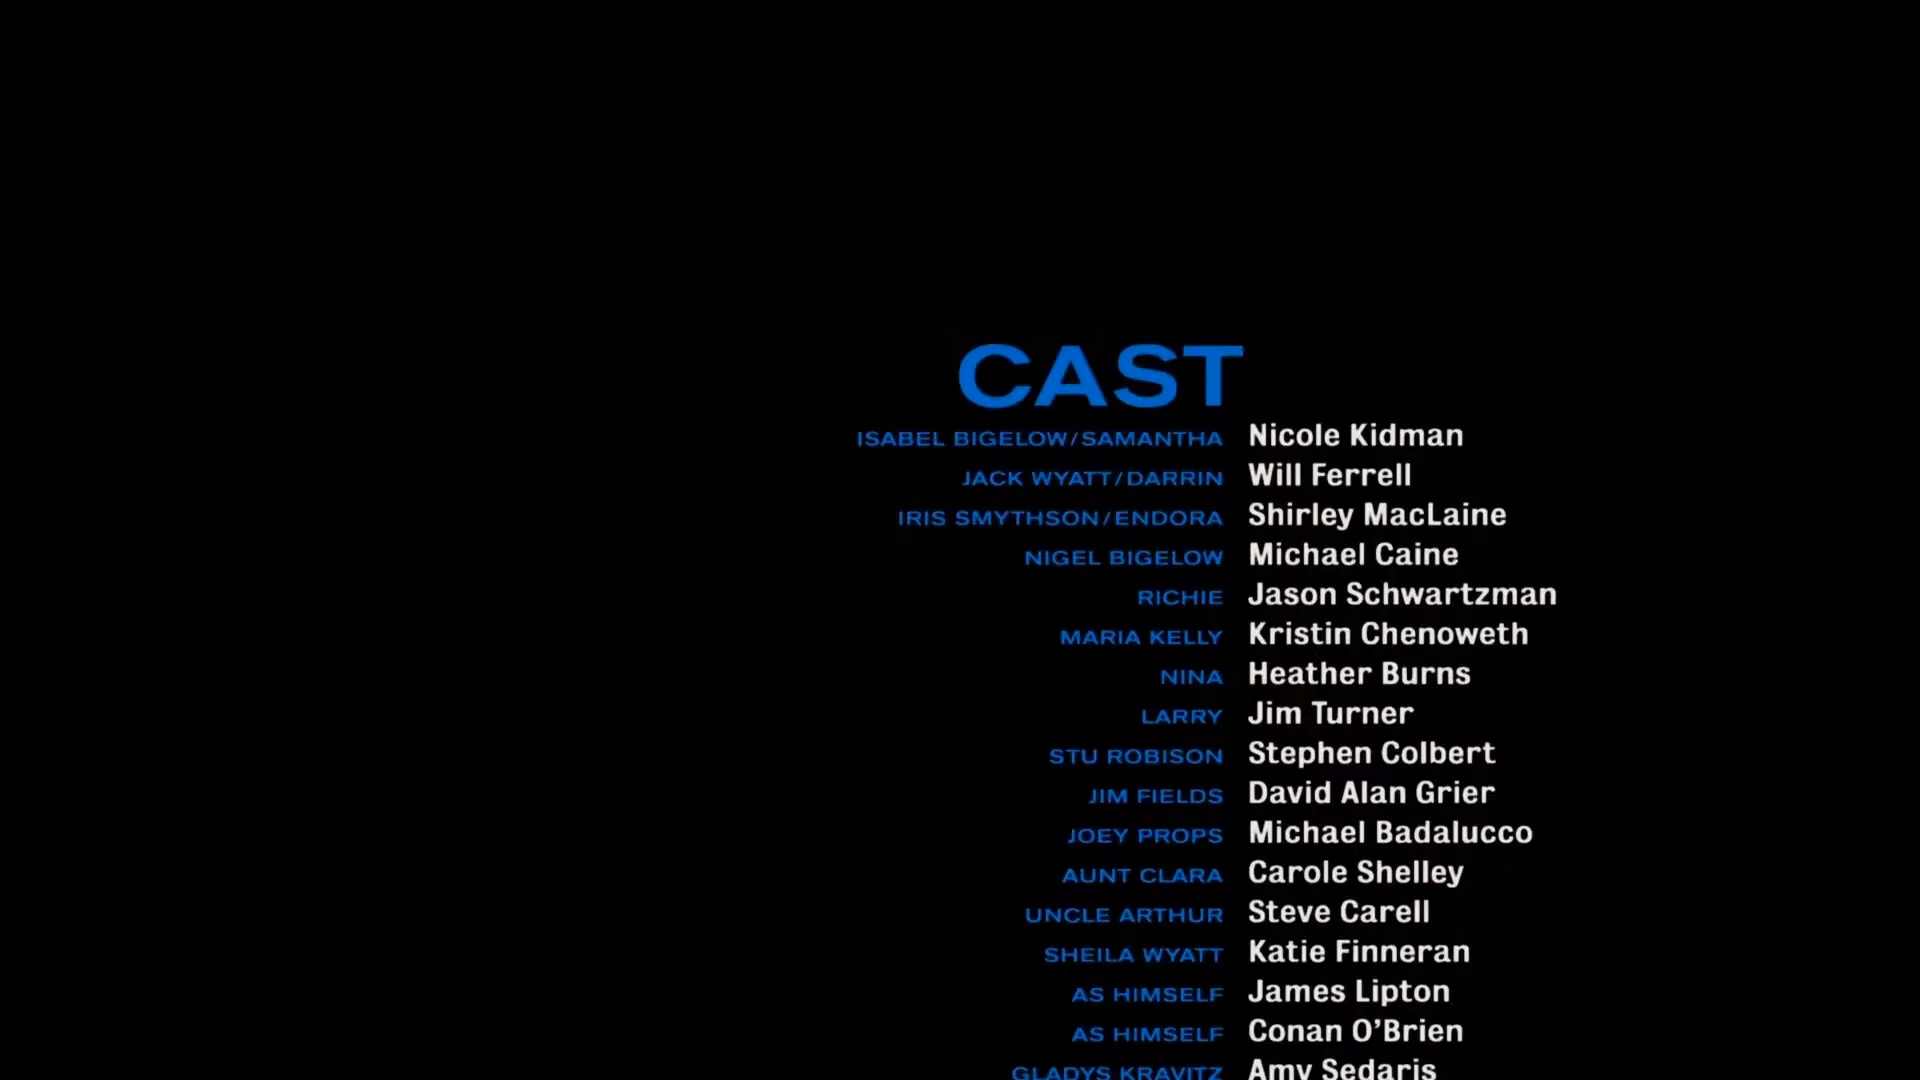 CAST
ISABEL BIGELOW/SAMANTHA Nicole Kidman
JACK WYATT/DARRIN Will Ferrell
IRIS SMYTHSON/ENDORA Shirley MacLaine
NIGEL BIGELOW Michael Caine
RICHIE Jason Schwartzman
MARIA KELLY Kristin Chenoweth
NINA Heather Burns
LARRY Jim Turner
STU ROBISON Stephen Colbert
JIM FIELDS David Alan Grier
JOEY PROPS Michael Badalucco
AUNT CLARA Carole Shelley
UNCLE ARTHUR Steve Carell
SHEILA WYATT Katie Finneran
AS HIMSELF James Lipton
AS HIMSELF Conan O’Brien
GLADYS KRAVITZ Amy Sedaris